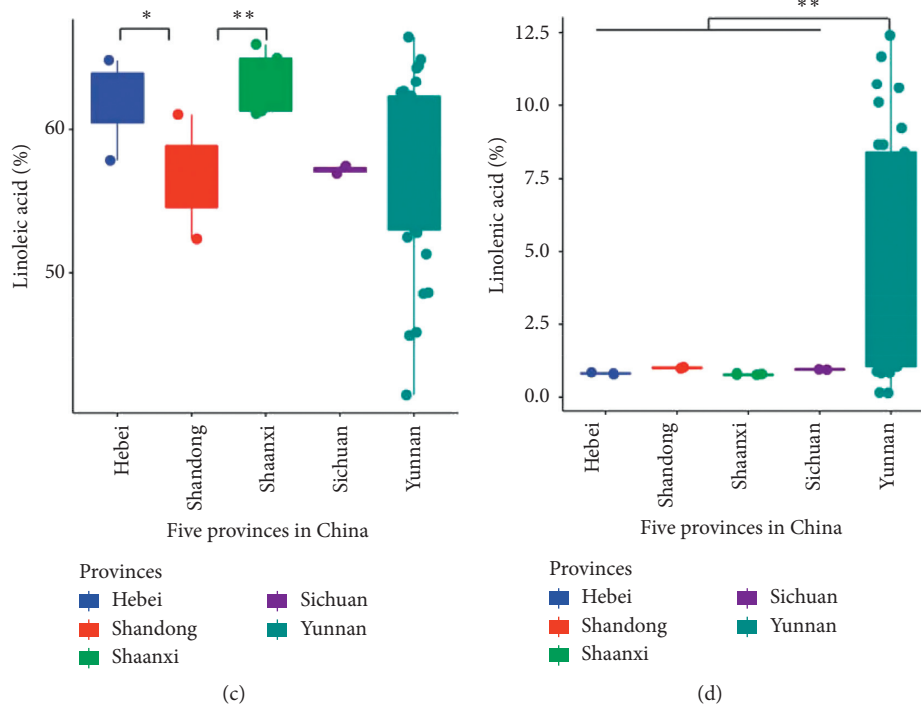 *
**
Linoleic acid (%)
60
50
Hebei
Shandong
Shaanxi
Sichuan
Yunnan
Five provinces in China
Provinces
Hebei
Sichuan
Shandong
Yunnan
Shaanxi
(c)
**
Linolenic acid (%)
12.5
10.0
7.5
5.0
2.5
0.0
Hebei
Shandong
Shaanxi
Sichuan
Yunnan
Five provinces in China
Provinces
Hebei
Sichuan
Shandong
Yunnan
Shaanxi
(d)